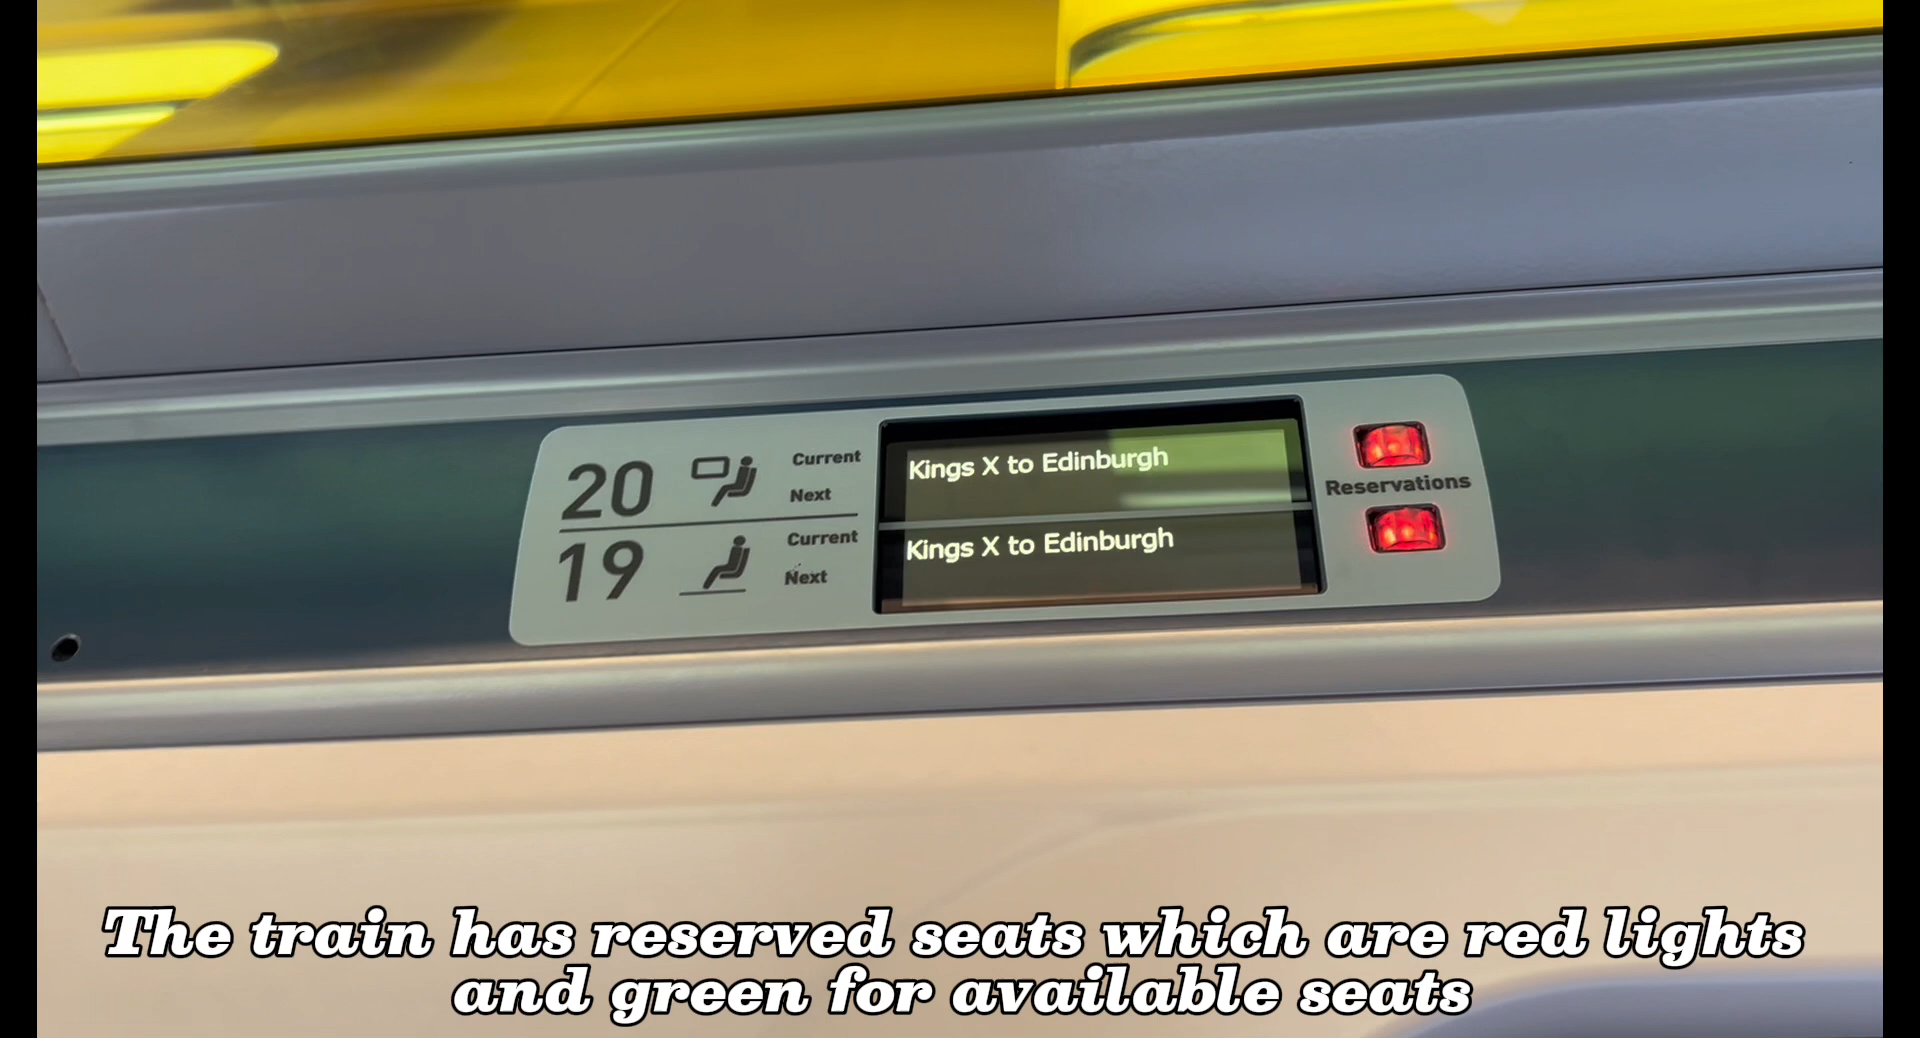 20
Current
Next
Kings X to Edinburgh
Reservations
19
Current
Next
Kings X to Edinburgh
The train has reserved seats which are red lights
and green for available seats